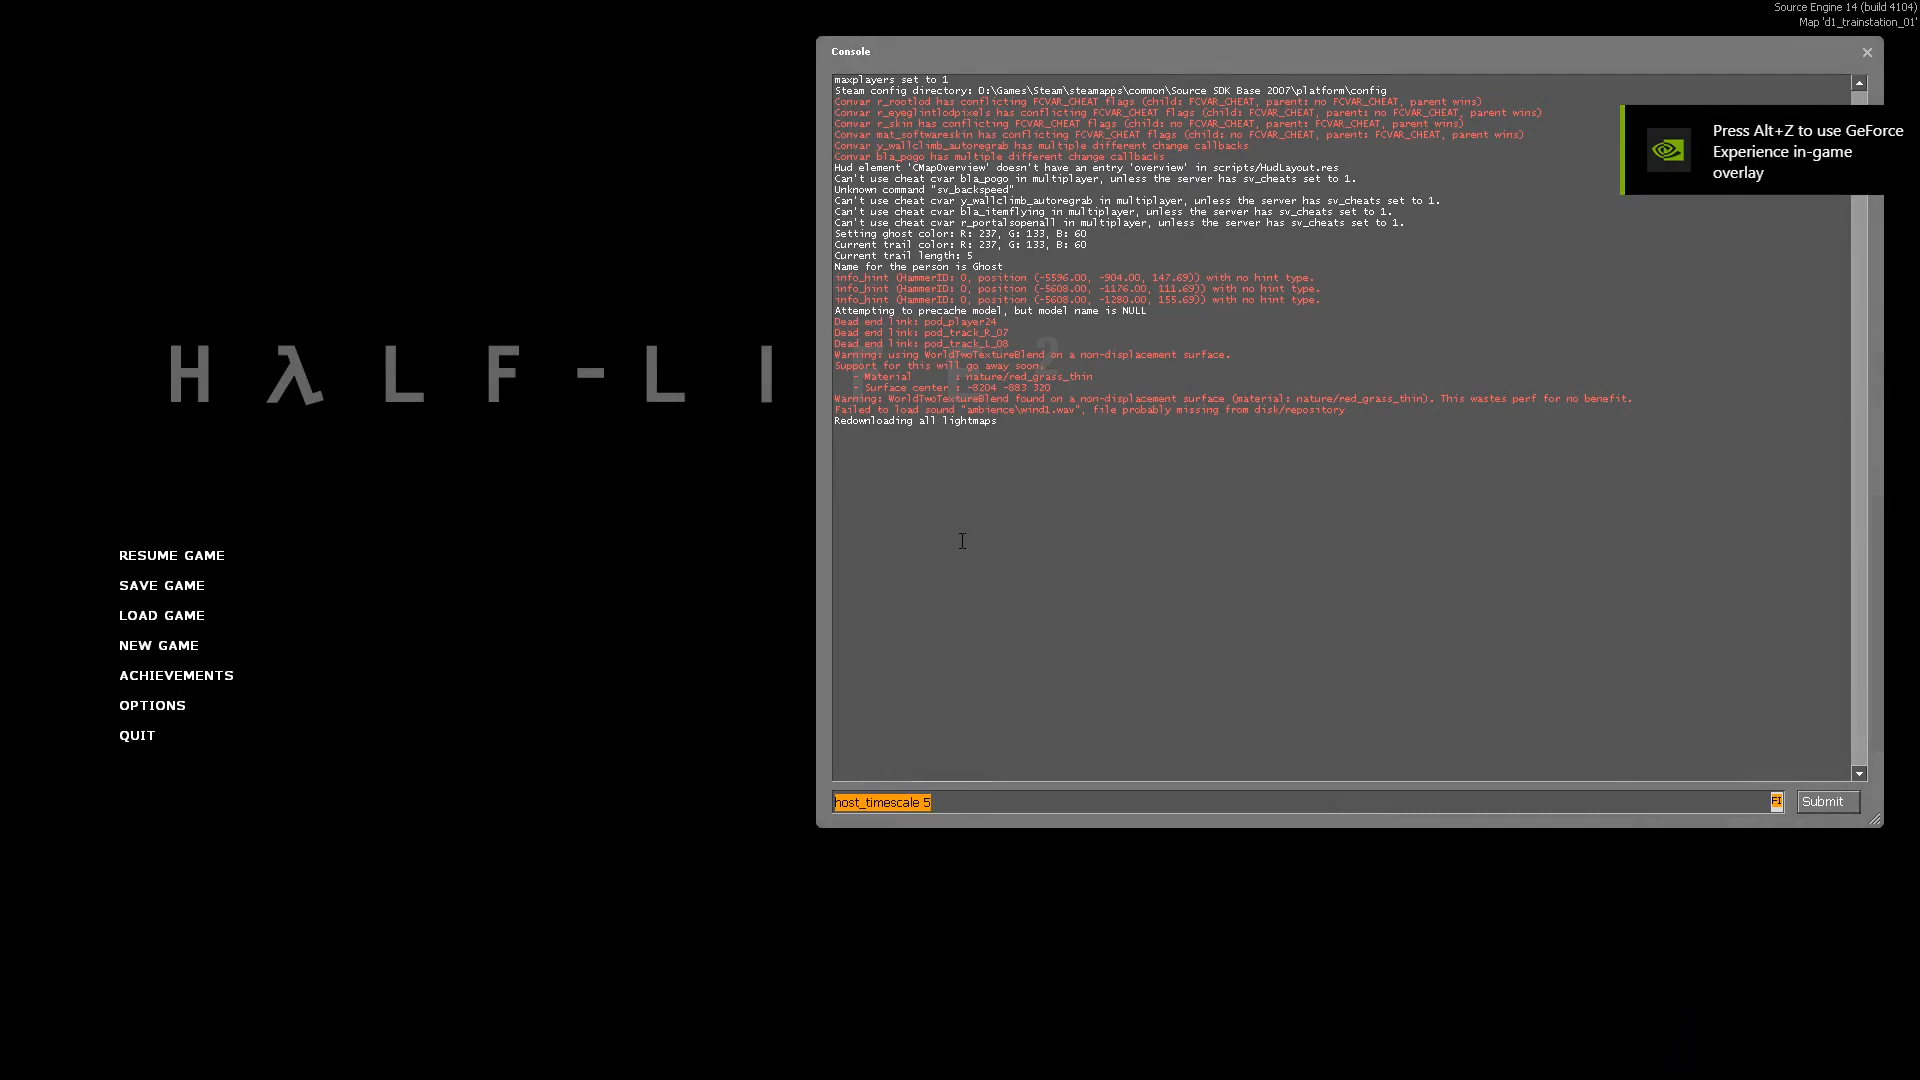 Source Engine 14 (build 4104)
Map 'd1_trainstation_01'
Console
maxplayers set to 1
Steam config directory: D:\Games\Steam\steamapps\common\Source SDK Base 2007\platform\config
Convar r_rootlod has conflicting FCVAR_CHEAT flags (child: FCVAR_CHEAT, parent: no FCVAR_CHEAT, parent wins)
Convar r_eyeglintlodpixels has conflicting FCVAR_CHEAT flags (child: FCVAR_CHEAT, parent: no FCVAR_CHEAT, parent wins)
Convar r_skin has conflicting FCVAR_CHEAT flags (child: no FCVAR_CHEAT, parent: FCVAR_CHEAT, parent wins)
Convar mat_softwareskin has conflicting FCVAR_CHEAT flags (child: no FCVAR_CHEAT, parent: FCVAR_CHEAT, parent wins)
Convar y_wallclimb_autoregrab has multiple different change callbacks
Convar bla_pogo has multiple different change callbacks
Hud element 'CMapOverview' doesn't have an entry 'overview' in scripts/HudLayout.res
Can't use cheat cvar bla_pogo in multiplayer, unless the server has sv_cheats set to 1.
Unknown command "sv_backspeed"
Can't use cheat cvar y_wallclimb_autoregrab in multiplayer, unless the server has sv_cheats set to 1.
Can't use cheat cvar bla_itemflying in multiplayer, unless the server has sv_cheats set to 1.
Can't use cheat cvar r_portalsopenall in multiplayer, unless the server has sv_cheats set to 1.
Setting ghost color: R: 237, G: 133, B: 60
Current trail color: R: 237, G: 133, B: 60
Current trail length: 5
Name for the person is Ghost
info_hint (HammerID: 0, position (-5596.00, -904.00, 147.69)) with no hint type.
info_hint (HammerID: 0, position (-5608.00, -1176.00, 111.69)) with no hint type.
info_hint (HammerID: 0, position (-5608.00, -1280.00, 155.69)) with no hint type.
Attempting to precache model, but model name is NULL
Dead end link: pod_player24
Dead end link: pod_track_R_07
Dead end link: pod_track_L_08
Warning: using WorldTwoTextureBlend on a non-displacement surface.
Support for this will go away soon.
- Material : nature/red_grass_thin
- Surface center : -8204 -883 320
Warning: WorldTwoTextureBlend found on a non-displacement surface (material: nature/red_grass_thin). This wastes perf for no benefit.
Failed to load sound "ambience\wind1.wav", file probably missing from disk/repository
Redownloading all lightmaps
Press Alt+Z to use GeForce
Experience in-game
overlay
H λ L F - L I F E 2
RESUME GAME
SAVE GAME
LOAD GAME
NEW GAME
ACHIEVEMENTS
OPTIONS
QUIT
host_timescale 5
FI
Submit